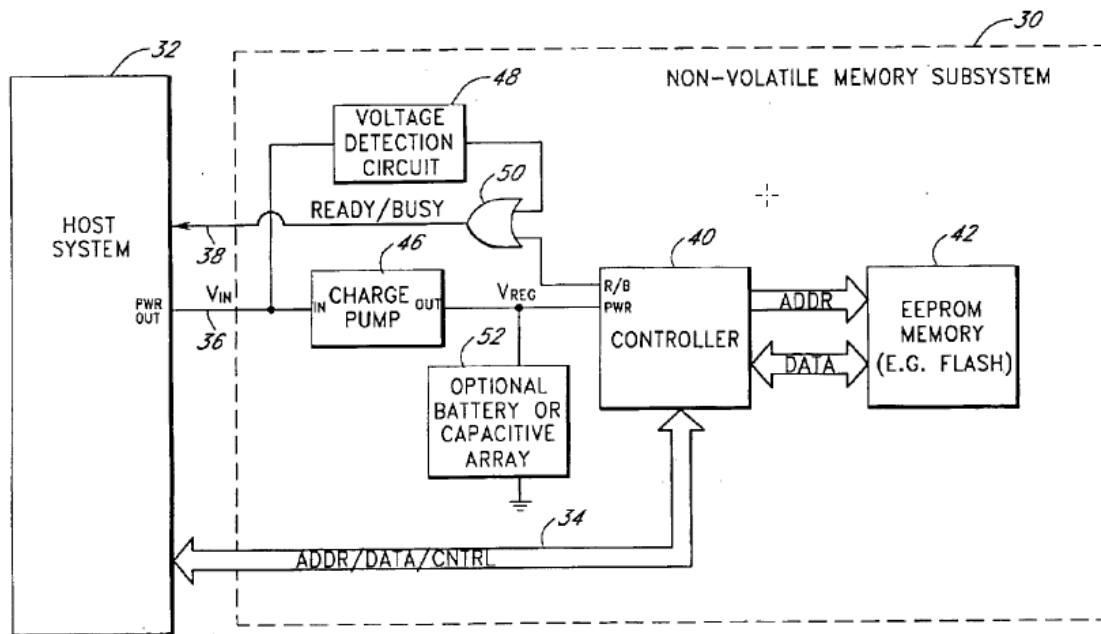 32
30
NON-VOLATILE MEMORY SUBSYSTEM
48
VOLTAGE
DETECTION
CIRCUIT
50
READY/BUSY
HOST
SYSTEM
38
46
40
42
PWR
OUT
VIN
36
IN
CHARGE
PUMP
OUT
VREG
R/B
PWR
CONTROLLER
ADDR
DATA
EEPROM
MEMORY
(E.G. FLASH)
52
OPTIONAL
BATTERY OR
CAPACITIVE
ARRAY
34
ADDR/DATA/CNTRL